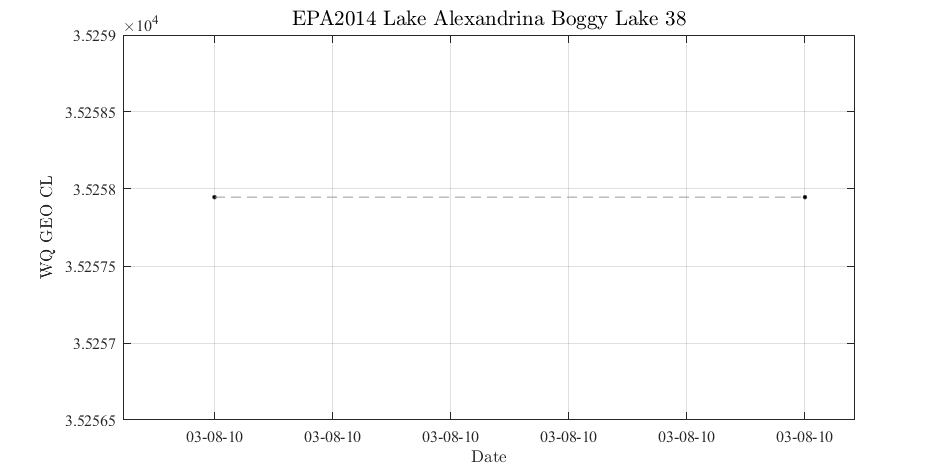 EPA2014 Lake Alexandrina Boggy Lake 38
×10⁴
3.5259
3.52585
3.5258
3.52575
3.5257
3.52565
WQ GEO CL
03-08-10 03-08-10 03-08-10 03-08-10 03-08-10 03-08-10
Date